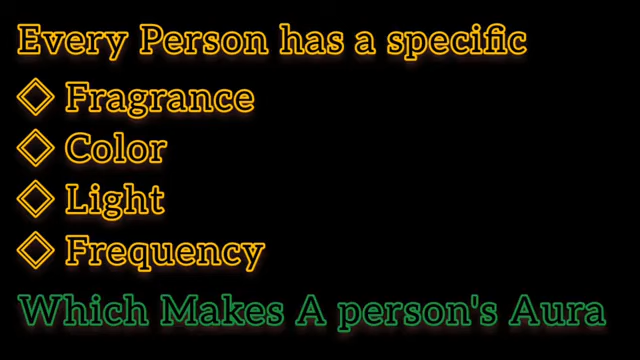 Every Person has a specific
◇ Fragrance
◇ Color
◇ Light
◇ Frequency
Which Makes A person's Aura